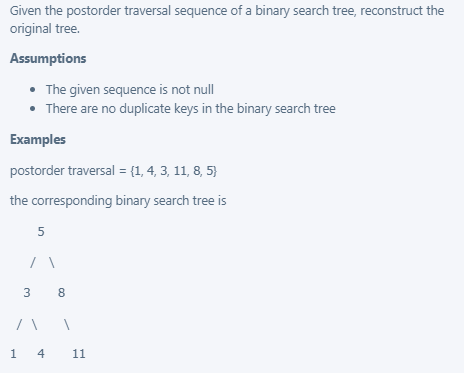 Given the postorder traversal sequence of a binary search tree, reconstruct the
original tree.
Assumptions
• The given sequence is not null
• There are no duplicate keys in the binary search tree
Examples
postorder traversal = {1, 4, 3, 11, 8, 5}
the corresponding binary search tree is
5
/ \
3 8
/ \ \
1 4 11